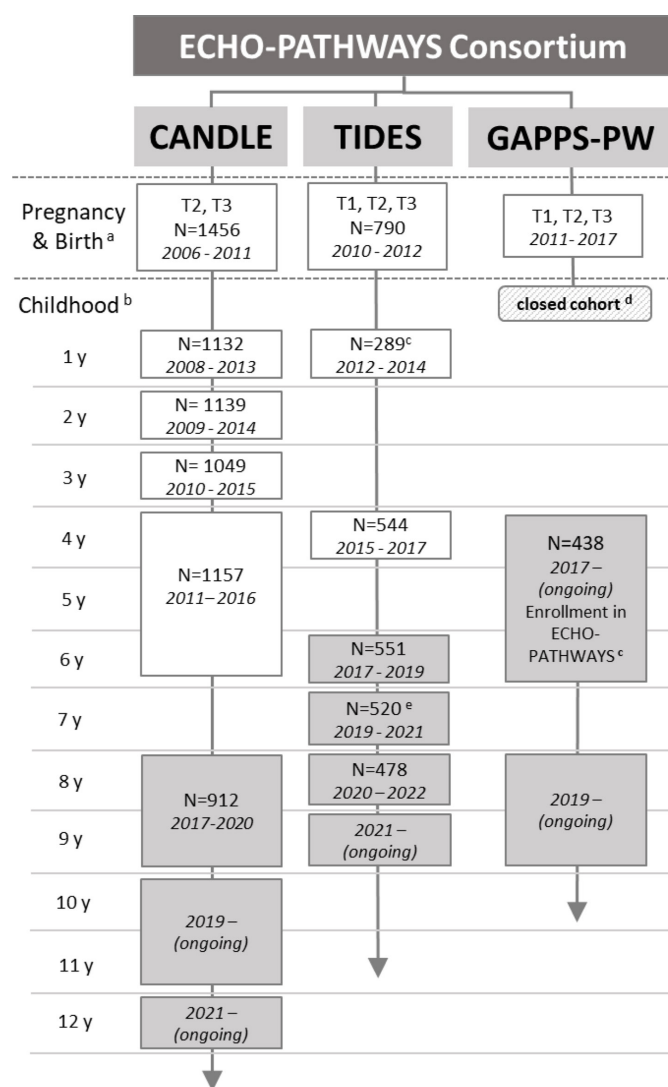 ECHO-PATHWAYS Consortium
CANDLE
TIDES
GAPPS-PW
Pregnancy
& Birth a
T2, T3
N=1456
2006 - 2011
T1, T2, T3
N=790
2010 - 2012
T1, T2, T3
2011- 2017
Childhood b
closed cohort d
1 y
N=1132
2008 - 2013
N=289c
2012 - 2014
2 y
N= 1139
2009 - 2014
3 y
N= 1049
2010 - 2015
4 y
N=1157
2011– 2016
N=544
2015 - 2017
N=438
2017 –
(ongoing)
Enrollment in
ECHO-
PATHWAYS c
5 y
6 y
N=551
2017 - 2019
7 y
N=520 e
2019 - 2021
8 y
N=912
2017-2020
N=478
2020 – 2022
2019 –
(ongoing)
9 y
2021 –
(ongoing)
10 y
2019 –
(ongoing)
11 y
12 y
2021 –
(ongoing)